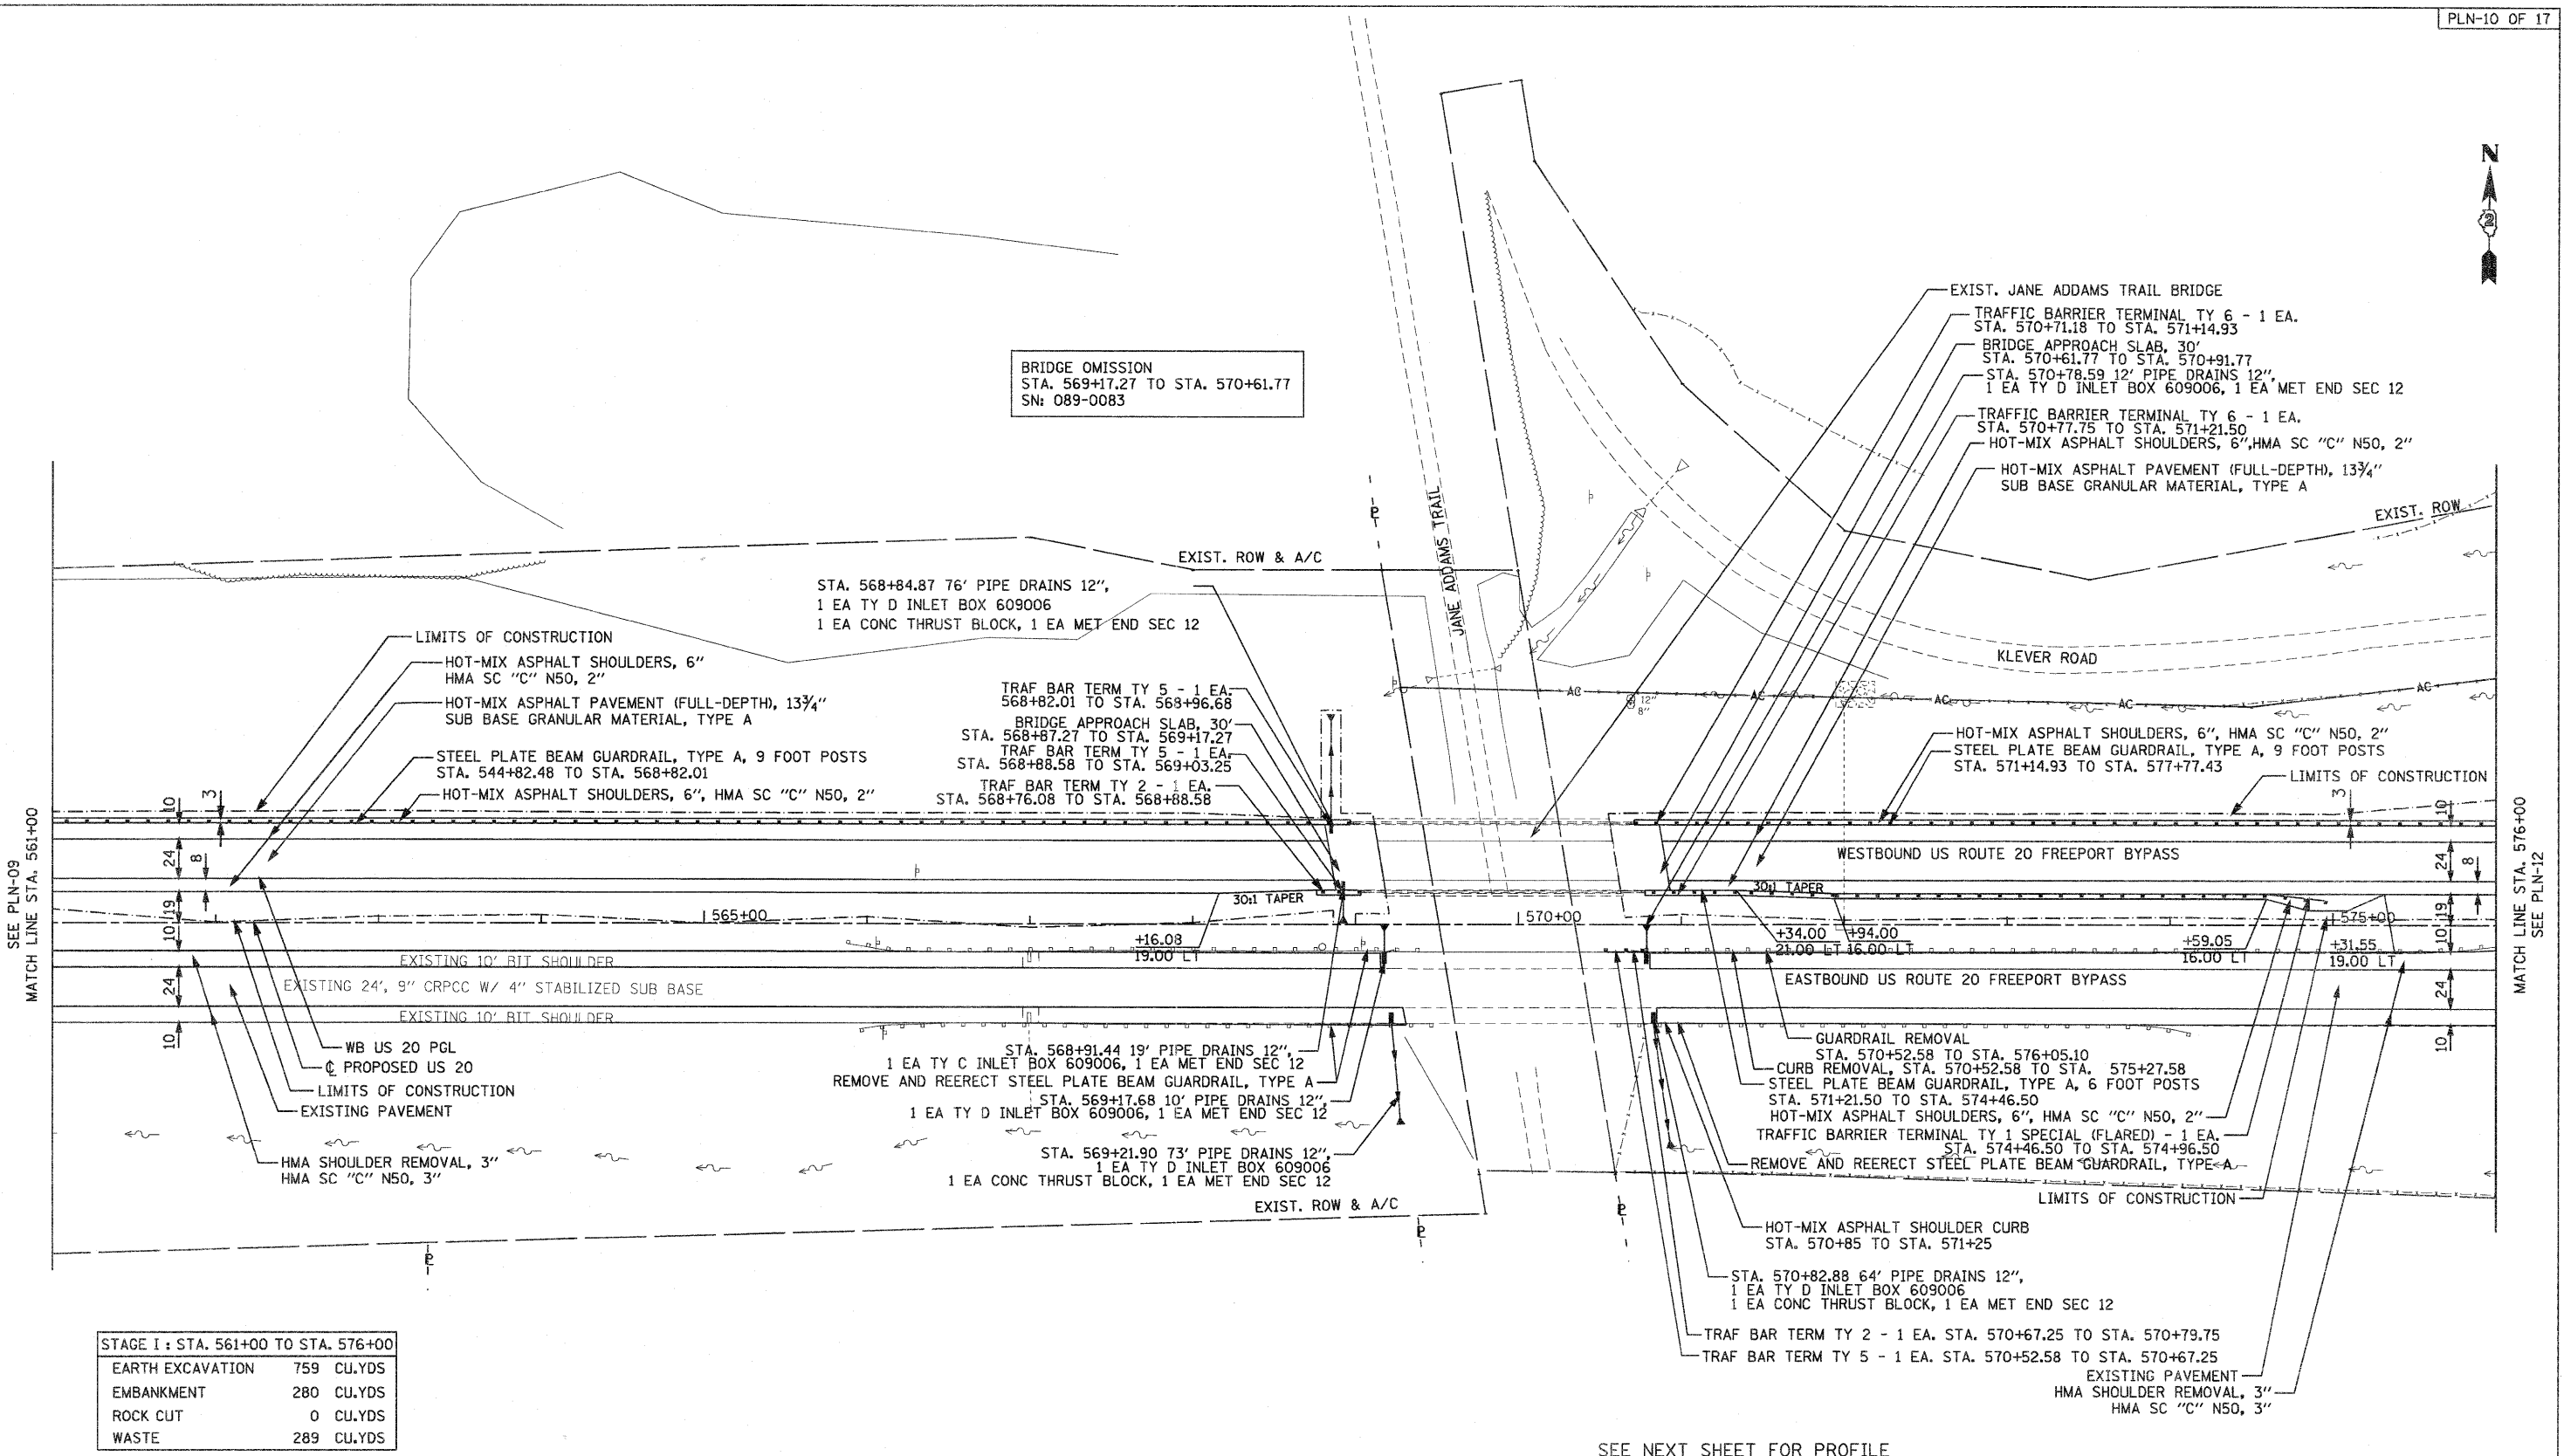 PLN-10 OF 17
N
2
BRIDGE OMISSION
STA. 569+17.27 TO STA. 570+61.77
SN: 089-0083
EXIST. JANE ADDAMS TRAIL BRIDGE
TRAFFIC BARRIER TERMINAL TY 6 - 1 EA.
STA. 570+71.18 TO STA. 571+14.93
BRIDGE APPROACH SLAB, 30'
STA. 570+61.77 TO STA. 570+91.77
STA. 570+78.59 12' PIPE DRAINS 12",
1 EA TY D INLET BOX 609006, 1 EA MET END SEC 12
TRAFFIC BARRIER TERMINAL TY 6 - 1 EA.
STA. 570+77.75 TO STA. 571+21.50
HOT-MIX ASPHALT SHOULDERS, 6",HMA SC "C" N50, 2"
HOT-MIX ASPHALT PAVEMENT (FULL-DEPTH), 13¾"
SUB BASE GRANULAR MATERIAL, TYPE A
EXIST. ROW
EXIST. ROW & A/C
JANE ADDAMS TRAIL
P
STA. 568+84.87 76' PIPE DRAINS 12",
1 EA TY D INLET BOX 609006
1 EA CONC THRUST BLOCK, 1 EA MET END SEC 12
LIMITS OF CONSTRUCTION
HOT-MIX ASPHALT SHOULDERS, 6"
HMA SC "C" N50, 2"
HOT-MIX ASPHALT PAVEMENT (FULL-DEPTH), 13¾"
SUB BASE GRANULAR MATERIAL, TYPE A
STEEL PLATE BEAM GUARDRAIL, TYPE A, 9 FOOT POSTS
STA. 544+82.48 TO STA. 568+82.01
HOT-MIX ASPHALT SHOULDERS, 6", HMA SC "C" N50, 2"
TRAF BAR TERM TY 5 - 1 EA.
568+82.01 TO STA. 568+96.68
BRIDGE APPROACH SLAB, 30'
STA. 568+87.27 TO STA. 569+17.27
TRAF BAR TERM TY 5 - 1 EA.
STA. 568+88.58 TO STA. 569+03.25
TRAF BAR TERM TY 2 - 1 EA.
STA. 568+76.08 TO STA. 568+88.58
KLEVER ROAD
AC
AC
AC
AC
AC
12"
8"
HOT-MIX ASPHALT SHOULDERS, 6", HMA SC "C" N50, 2"
STEEL PLATE BEAM GUARDRAIL, TYPE A, 9 FOOT POSTS
STA. 571+14.93 TO STA. 577+77.43
LIMITS OF CONSTRUCTION
SEE PLN-09
MATCH LINE STA. 561+00
10
3
24
8
19
10
24
10
WESTBOUND US ROUTE 20 FREEPORT BYPASS
30:1 TAPER
30:1 TAPER
565+00
570+00
575+00
+16.08
19.00 LT
+34.00
21.00 LT
+94.00
16.00 LT
+59.05
16.00 LT
+31.55
19.00 LT
3
10
24
8
19
10
24
10
MATCH LINE STA. 576+00
SEE PLN-12
EXISTING 10' BIT SHOULDER
EXISTING 24', 9" CRPCC W/ 4" STABILIZED SUB BASE
EXISTING 10' BIT SHOULDER
EASTBOUND US ROUTE 20 FREEPORT BYPASS
WB US 20 PGL
℄ PROPOSED US 20
LIMITS OF CONSTRUCTION
EXISTING PAVEMENT
HMA SHOULDER REMOVAL, 3"
HMA SC "C" N50, 3"
STA. 568+91.44 19' PIPE DRAINS 12",
1 EA TY C INLET BOX 609006, 1 EA MET END SEC 12
REMOVE AND REERECT STEEL PLATE BEAM GUARDRAIL, TYPE A
STA. 569+17.68 10' PIPE DRAINS 12",
1 EA TY D INLET BOX 609006, 1 EA MET END SEC 12
STA. 569+21.90 73' PIPE DRAINS 12",
1 EA TY D INLET BOX 609006
1 EA CONC THRUST BLOCK, 1 EA MET END SEC 12
EXIST. ROW & A/C
P
P
P
GUARDRAIL REMOVAL
STA. 570+52.58 TO STA. 576+05.10
CURB REMOVAL, STA. 570+52.58 TO STA. 575+27.58
STEEL PLATE BEAM GUARDRAIL, TYPE A, 6 FOOT POSTS
STA. 571+21.50 TO STA. 574+46.50
HOT-MIX ASPHALT SHOULDERS, 6", HMA SC "C" N50, 2"
TRAFFIC BARRIER TERMINAL TY 1 SPECIAL (FLARED) - 1 EA.
STA. 574+46.50 TO STA. 574+96.50
REMOVE AND REERECT STEEL PLATE BEAM GUARDRAIL, TYPE A
LIMITS OF CONSTRUCTION
HOT-MIX ASPHALT SHOULDER CURB
STA. 570+85 TO STA. 571+25
STA. 570+82.88 64' PIPE DRAINS 12",
1 EA TY D INLET BOX 609006
1 EA CONC THRUST BLOCK, 1 EA MET END SEC 12
TRAF BAR TERM TY 2 - 1 EA. STA. 570+67.25 TO STA. 570+79.75
TRAF BAR TERM TY 5 - 1 EA. STA. 570+52.58 TO STA. 570+67.25
EXISTING PAVEMENT
HMA SHOULDER REMOVAL, 3"
HMA SC "C" N50, 3"
STAGE I : STA. 561+00 TO STA. 576+00
EARTH EXCAVATION 759 CU.YDS
EMBANKMENT 280 CU.YDS
ROCK CUT 0 CU.YDS
WASTE 289 CU.YDS
SEE NEXT SHEET FOR PROFILE